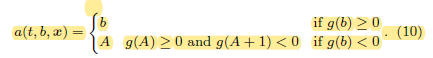 a(t, b, x) = { b if g(b) ≥ 0
A g(A) ≥ 0 and g(A + 1) < 0 if g(b) < 0 . (10)